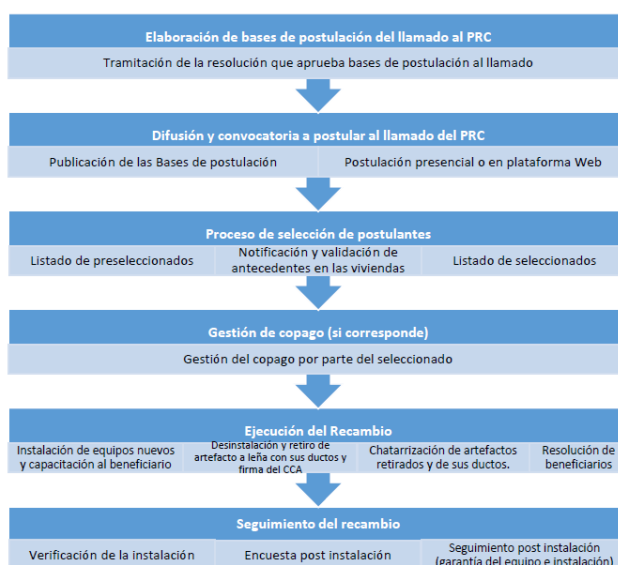 Elaboración de bases de postulación del llamado al PRC
Tramitación de la resolución que aprueba bases de postulación al llamado
Difusión y convocatoria a postular al llamado del PRC
Publicación de las Bases de postulación
Postulación presencial o en plataforma Web
Proceso de selección de postulantes
Listado de preseleccionados
Notificación y validación de
antecedentes en las viviendas
Listado de seleccionados
Gestión de copago (si corresponde)
Gestión del copago por parte del seleccionado
Ejecución del Recambio
Instalación de equipos nuevos
y capacitación al beneficiario
Desinstalación y retiro de
artefacto a leña con sus ductos y
firma del CCA
Chatarrización de artefactos
retirados y de sus ductos.
Resolución de
beneficiarios
Seguimiento del recambio
Verificación de la instalación
Encuesta post instalación
Seguimiento post instalación
(garantía del equipo e instalación)